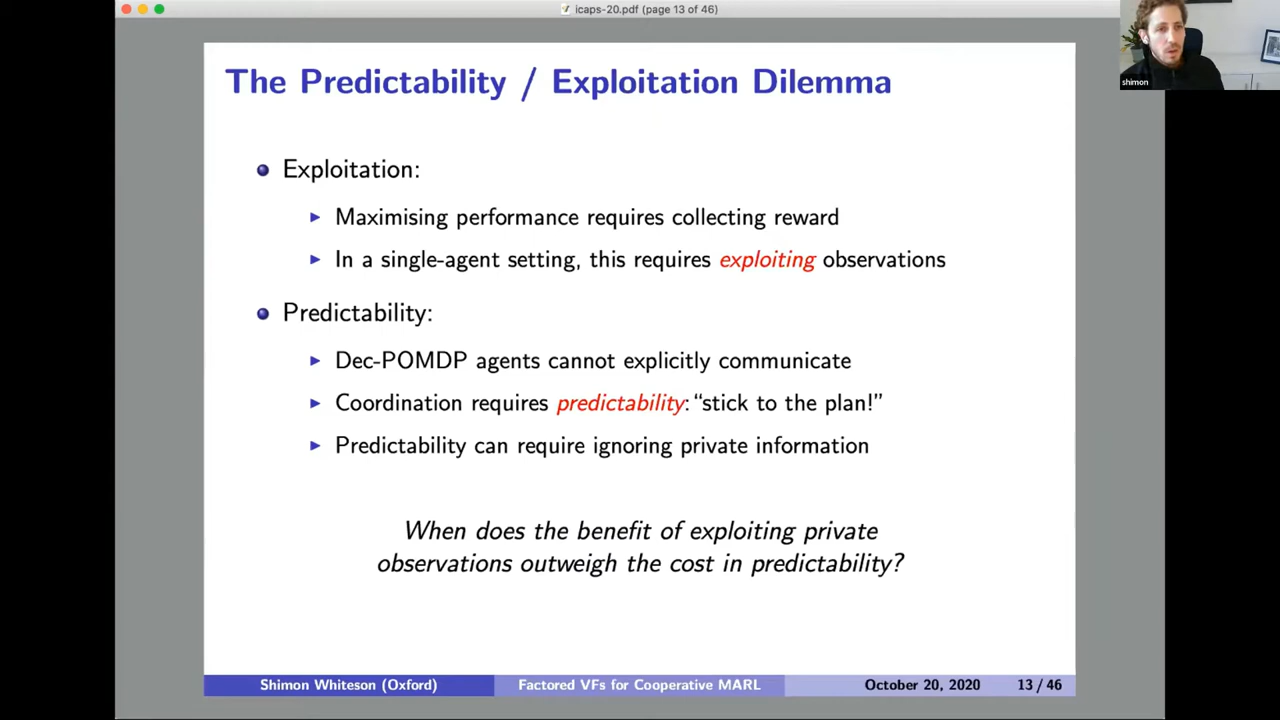 icaps-20.pdf (page 13 of 46)
shimon
The Predictability / Exploitation Dilemma
Exploitation:
Maximising performance requires collecting reward
In a single-agent setting, this requires exploiting observations
Predictability:
Dec-POMDP agents cannot explicitly communicate
Coordination requires predictability: “stick to the plan!”
Predictability can require ignoring private information
When does the benefit of exploiting private
observations outweigh the cost in predictability?
Shimon Whiteson (Oxford) Factored VFs for Cooperative MARL October 20, 2020 13 / 46